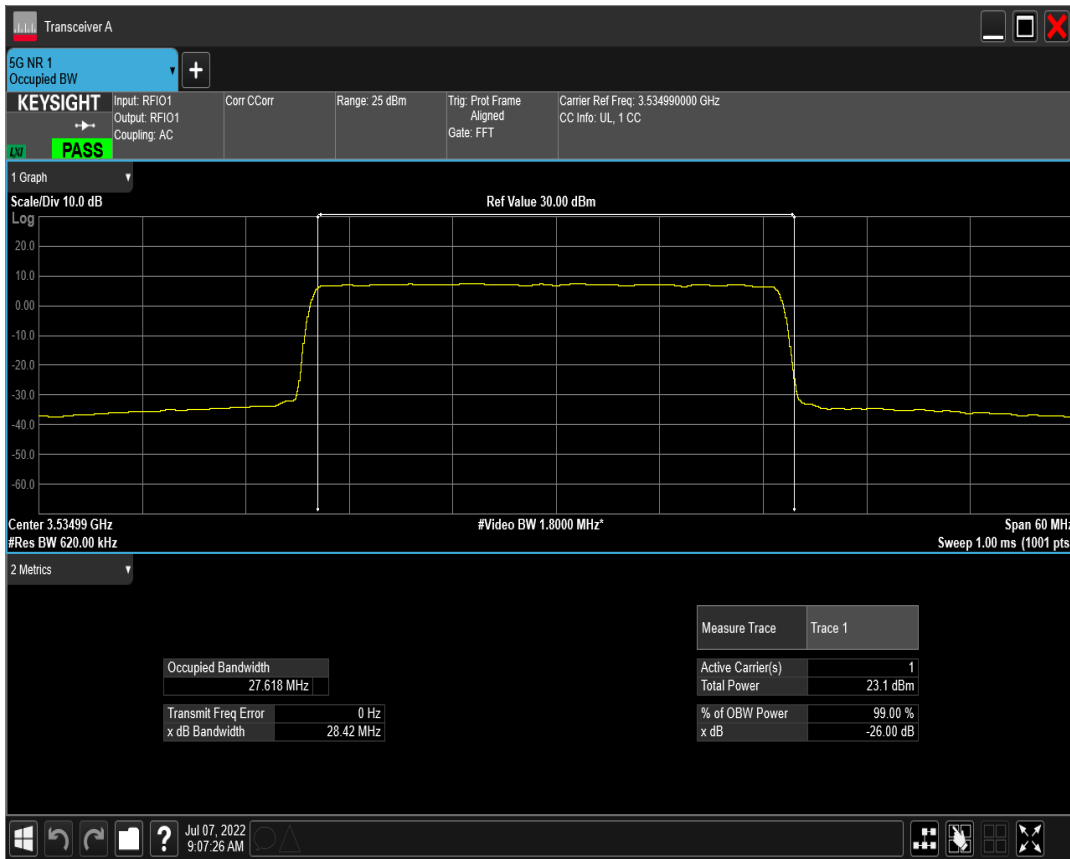 Transceiver A
5G NR 1
Occupied BW
+
KEYSIGHT
LXI
PASS
Input: RFIO1
Output: RFIO1
Coupling: AC
Corr CCorr
Range: 25 dBm
Trig: Prot Frame
Aligned
Gate: FFT
Carrier Ref Freq: 3.534990000 GHz
CC Info: UL, 1 CC
1 Graph
Scale/Div 10.0 dB
Ref Value 30.00 dBm
Log
20.0
10.0
0.00
-10.0
-20.0
-30.0
-40.0
-50.0
-60.0
Center 3.53499 GHz
#Video BW 1.8000 MHz*
Span 60 MHz
#Res BW 620.00 kHz
Sweep 1.00 ms (1001 pts
2 Metrics
Measure Trace Trace 1
Occupied Bandwidth
27.618 MHz
Active Carrier(s) 1
Total Power 23.1 dBm
Transmit Freq Error 0 Hz
x dB Bandwidth 28.42 MHz
% of OBW Power 99.00 %
x dB -26.00 dB
?
Jul 07, 2022
9:07:26 AM